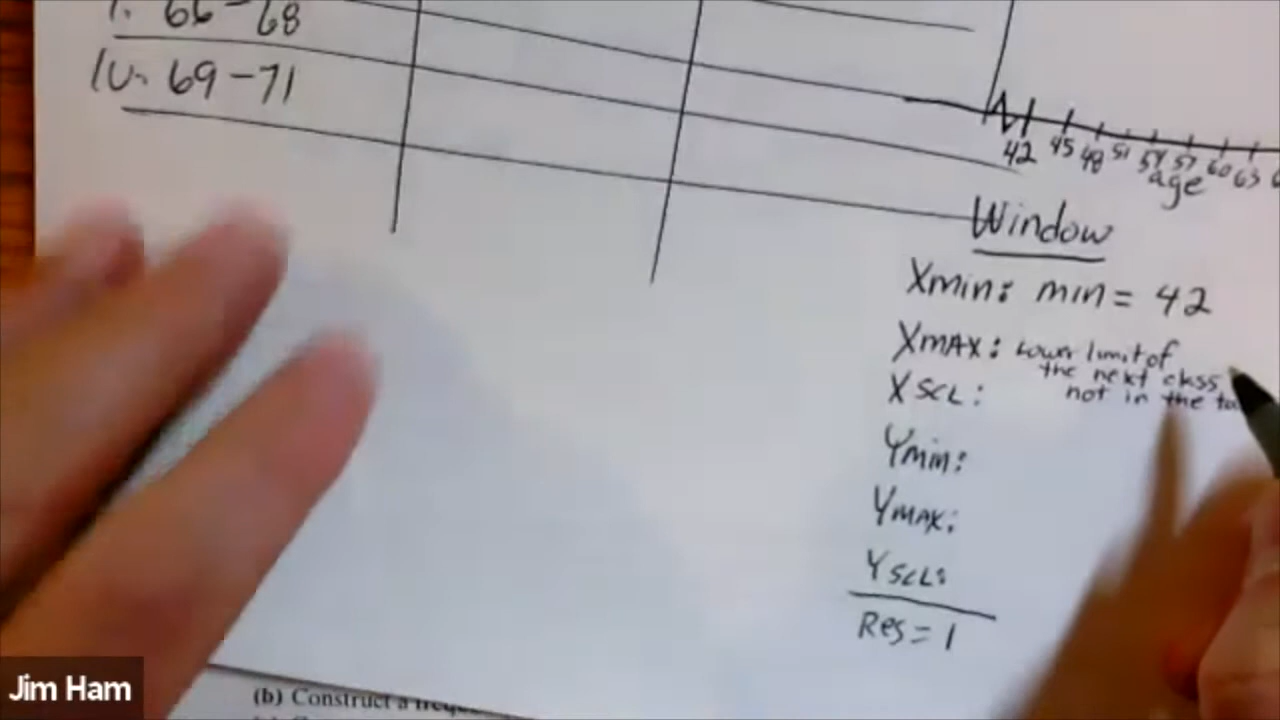 66-68
10. 69-71
42 45 48 51 54 57 60 63
age
Window
Xmin: min = 42
XMAX: Lower limit of
the next class
not in the
XSCL:
Ymin:
YMAX:
YSCL:
Res = 1
Jim Ham
(b) Construct a